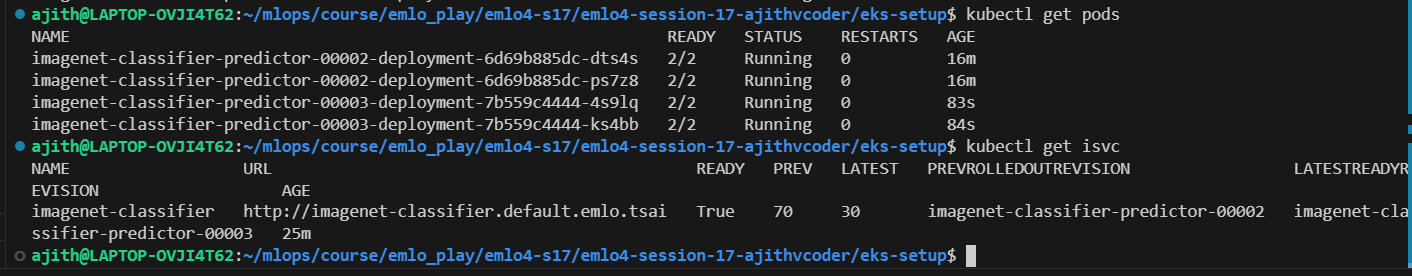 ajith@LAPTOP-OVJI4T62:~/mlops/course/emlo_play/emlo4-s17/emlo4-session-17-ajithvcoder/eks-setup$ kubectl get pods
NAME                                                        READY   STATUS    RESTARTS   AGE
imagenet-classifier-predictor-00002-deployment-6d69b885dc-dts4s   2/2     Running   0          16m
imagenet-classifier-predictor-00002-deployment-6d69b885dc-ps7z8   2/2     Running   0          16m
imagenet-classifier-predictor-00003-deployment-7b559c4444-4s9lq   2/2     Running   0          83s
imagenet-classifier-predictor-00003-deployment-7b559c4444-ks4bb   2/2     Running   0          84s
ajith@LAPTOP-OVJI4T62:~/mlops/course/emlo_play/emlo4-s17/emlo4-session-17-ajithvcoder/eks-setup$ kubectl get isvc
NAME                  URL                                            READY   PREV   LATEST   PREVROLLEDOUTREVISION                 LATESTREADYR
EVISION                   AGE
imagenet-classifier   http://imagenet-classifier.default.emlo.tsai   True    70     30       imagenet-classifier-predictor-00002   imagenet-cla
ssifier-predictor-00003   25m
ajith@LAPTOP-OVJI4T62:~/mlops/course/emlo_play/emlo4-s17/emlo4-session-17-ajithvcoder/eks-setup$